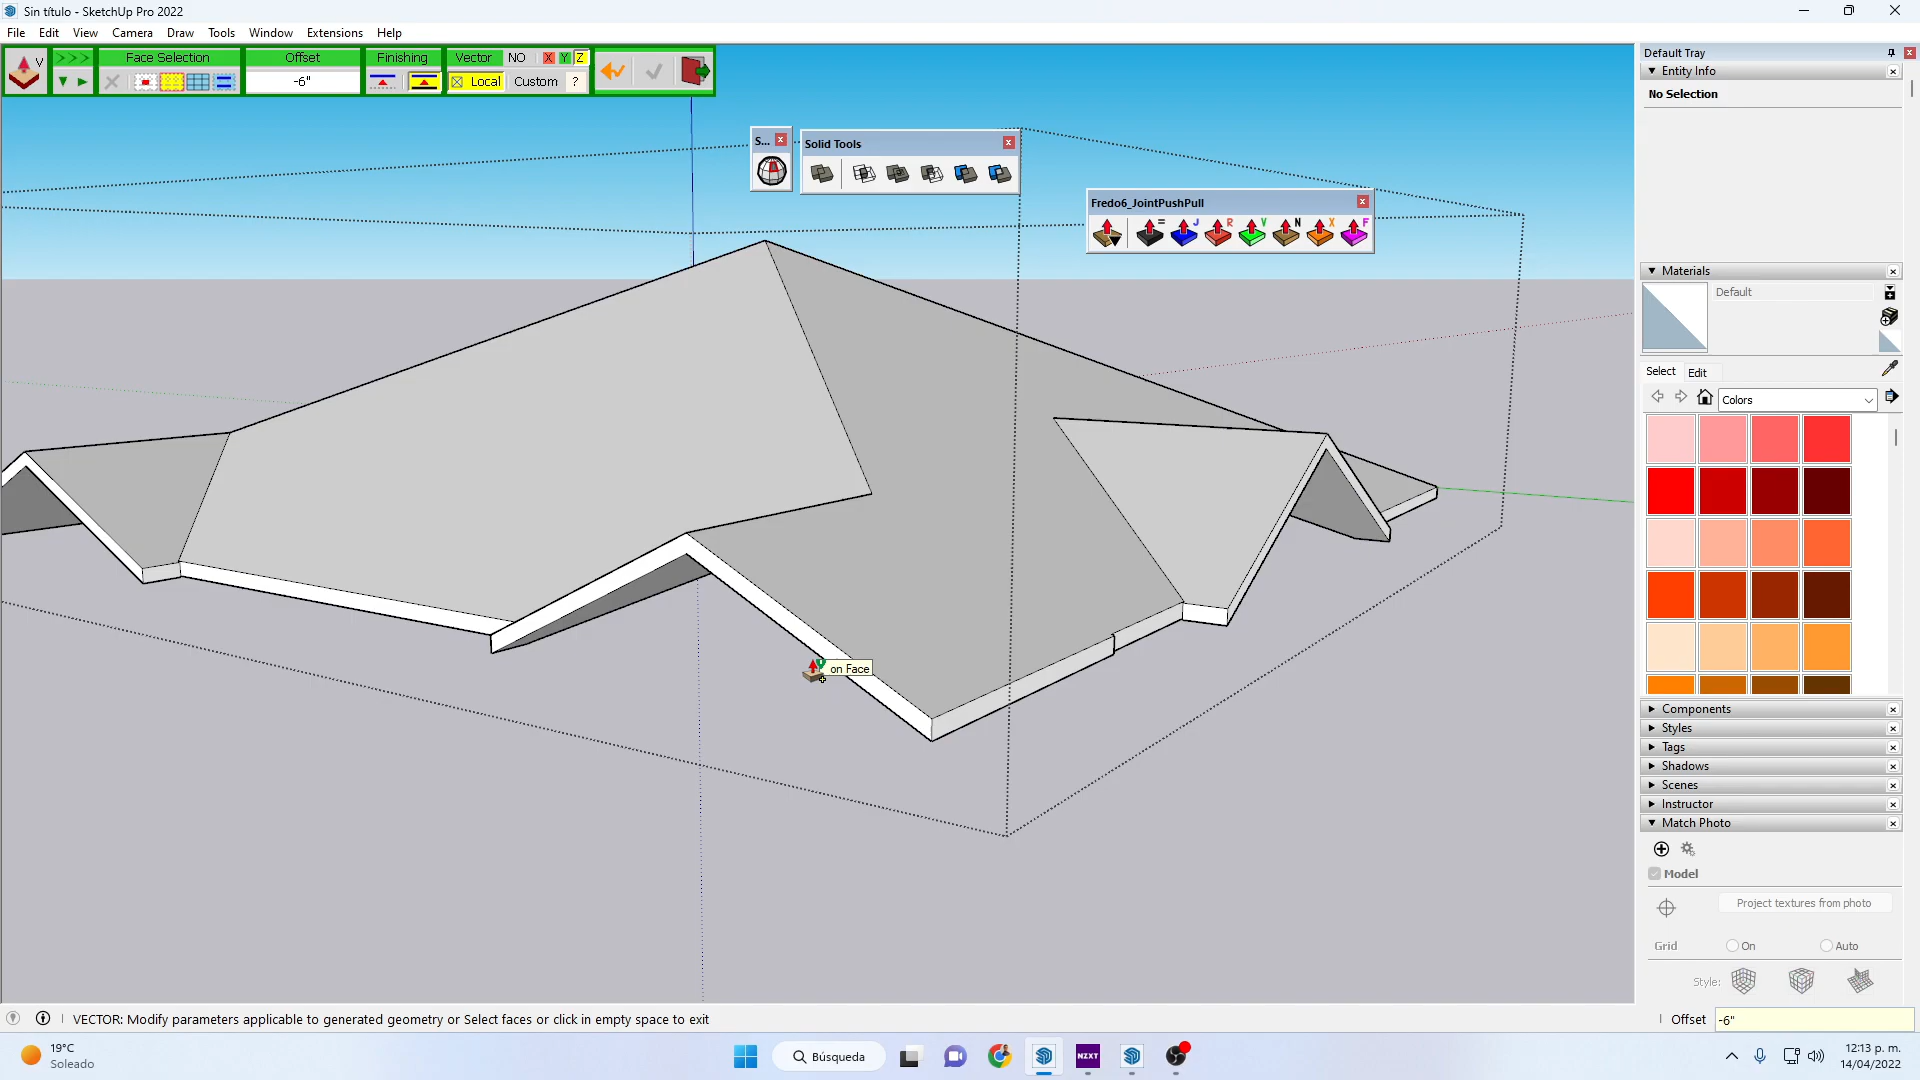 Sin título - SketchUp Pro 2022
File Edit View Camera Draw Tools Window Extensions Help
V >>> Face Selection Offset Finishing Vector NO X Y Z
-6" Local Custom ?
Default Tray
Entity Info
No Selection
S...
Solid Tools
Fredo6_JointPushPull
= J R V N X F
Materials
Default
Select Edit
Colors
on Face
Components
Styles
Tags
Shadows
Scenes
Instructor
Match Photo
Model
Project textures from photo
Grid On Auto
Style:
VECTOR: Modify parameters applicable to generated geometry or Select faces or click in empty space to exit
Offset -6"
19°C
Soleado
Búsqueda
NZXT
12:13 p. m.
14/04/2022